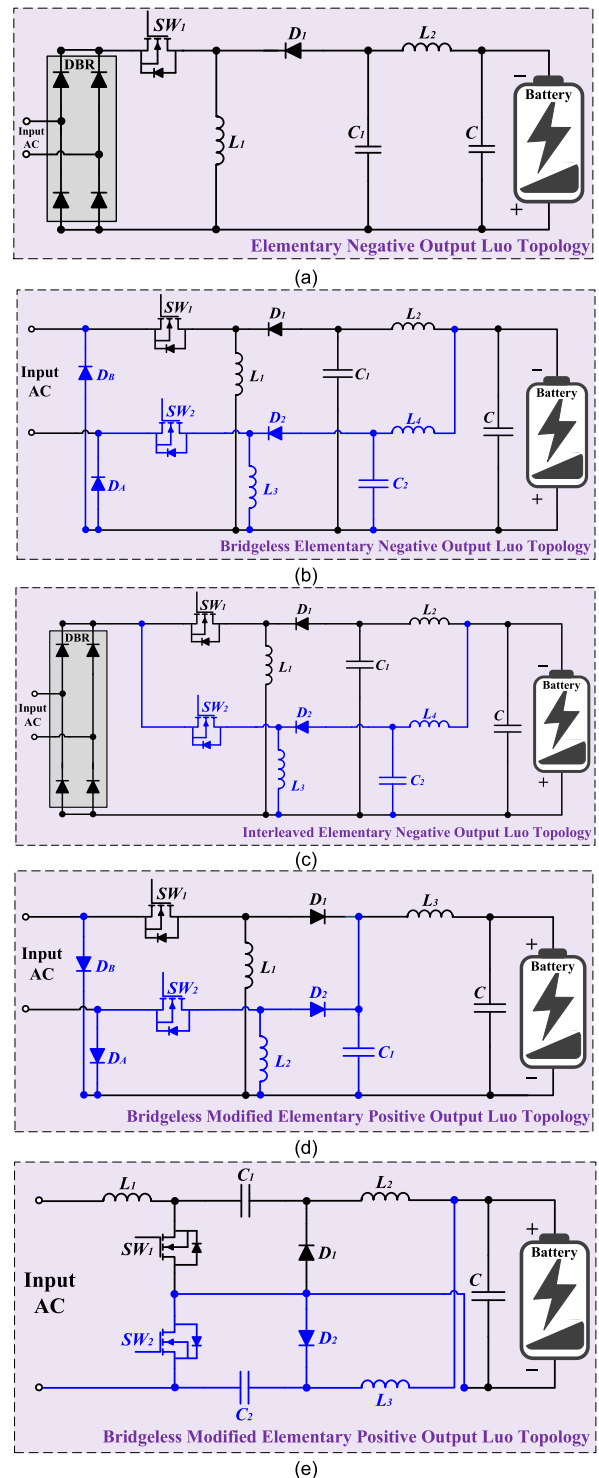 SW1
D1
L2
DBR
Input
AC
L1
C1
C
−
Battery
+
Elementary Negative Output Luo Topology
(a)
SW1
D1
L2
Input
AC
DB
L1
C1
SW2
D2
L4
C
−
Battery
+
DA
L3
C2
Bridgeless Elementary Negative Output Luo Topology
(b)
SW1
D1
L2
DBR
L1
C1
Input
AC
SW2
D2
L4
C
−
Battery
+
L3
C2
Interleaved Elementary Negative Output Luo Topology
(c)
SW1
D1
L3
Input
AC
DB
L1
SW2
D2
C
+
Battery
−
DA
L2
C1
Bridgeless Modified Elementary Positive Output Luo Topology
(d)
L1
C1
L2
SW1
D1
Input
AC
C
+
Battery
−
SW2
D2
C2
L3
Bridgeless Modified Elementary Positive Output Luo Topology
(e)